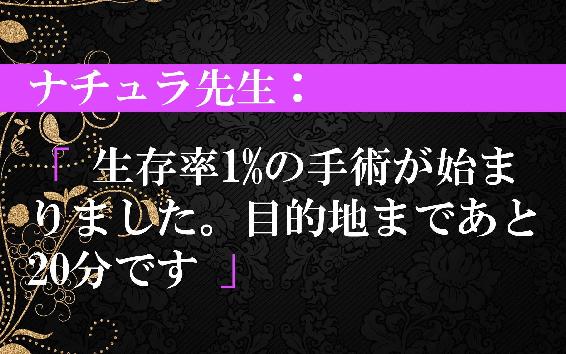 ナチュラ先生：
「 生存率1%の手術が始ま
りました。目的地まであと
20分です 」